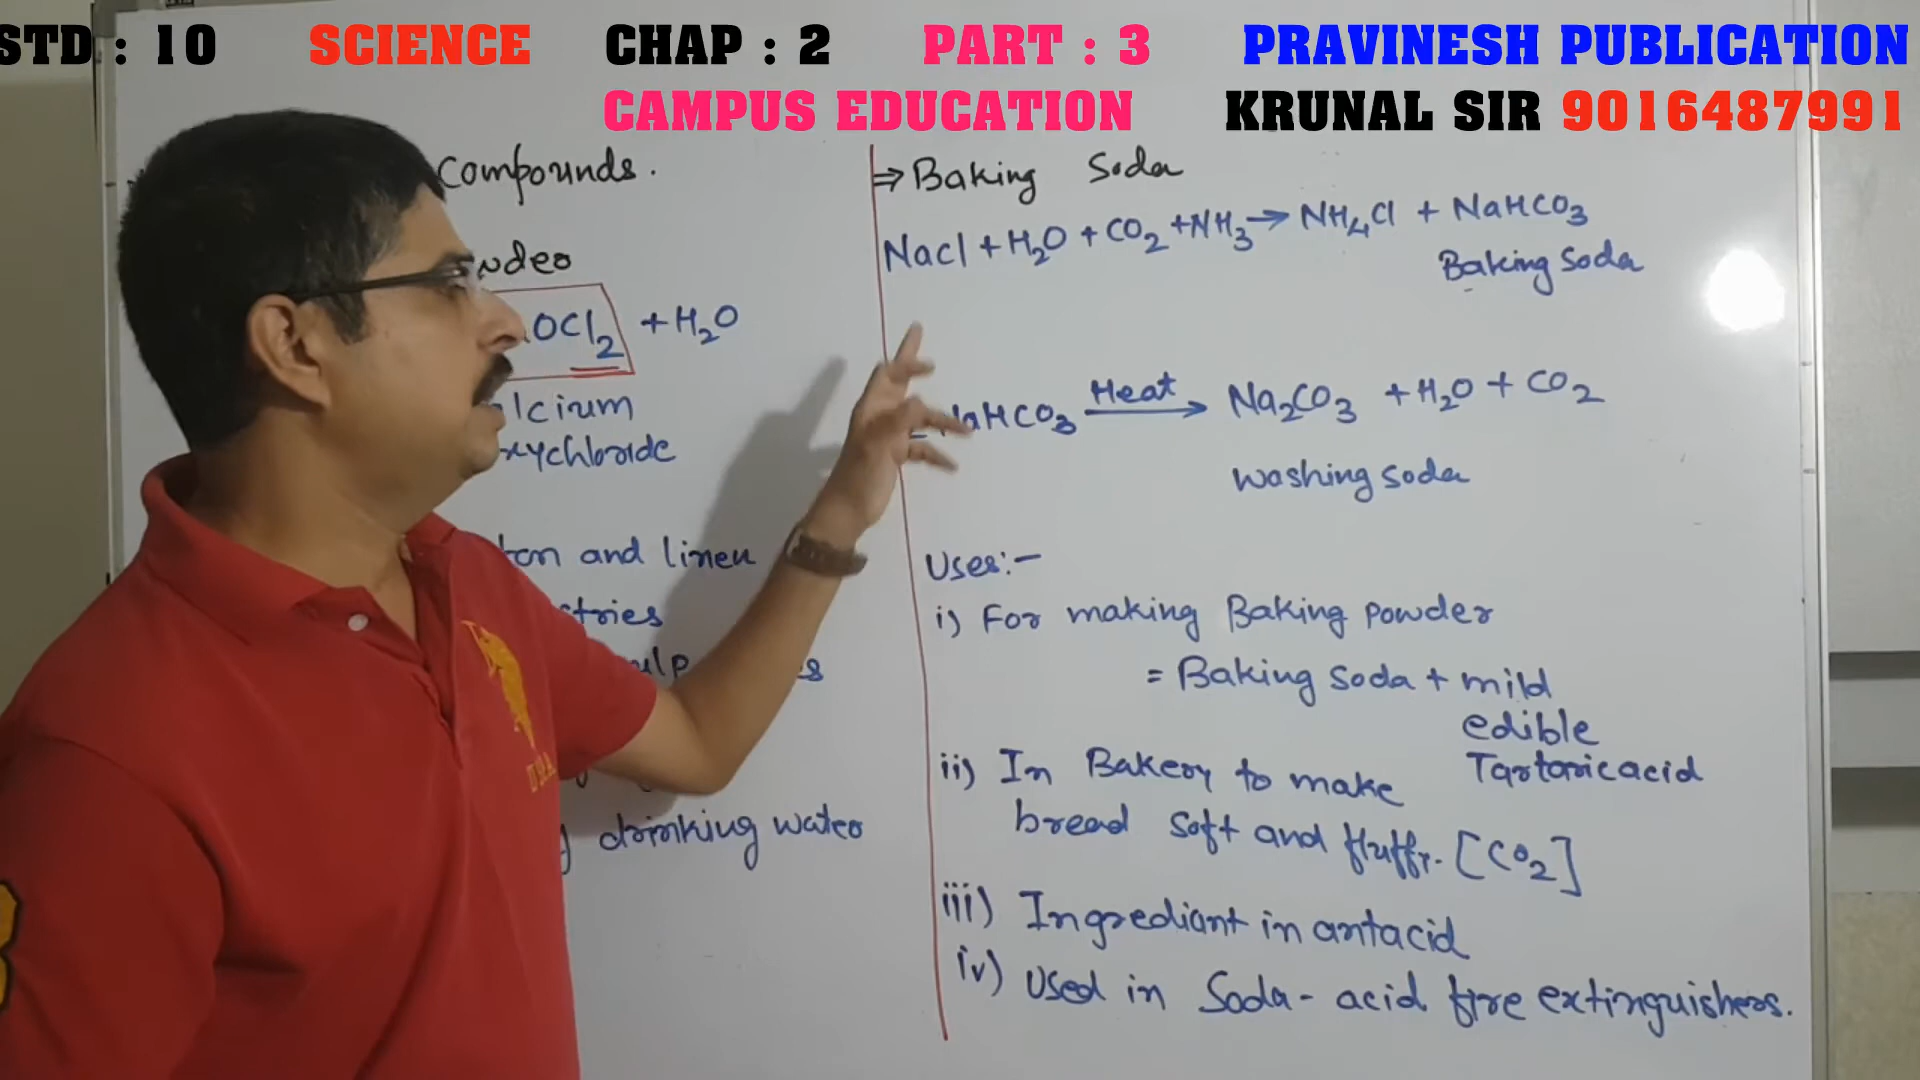 STD : 10 SCIENCE CHAP : 2 PART : 3 PRAVINESH PUBLICATION
CAMPUS EDUCATION KRUNAL SIR 9016487991
Compounds.
OCl2 + H2O
lcium
xychloride
and linen
stries
drinking water
⇒ Baking Soda
Nacl + H2O + CO2 + NH3 → NH4Cl + NaHCO3
Baking Soda
NaHCO3 Heat → Na2CO3 + H2O + CO2
Washing soda
Uses:-
i) For making Baking powder
= Baking soda + mild
edible
Tartaric acid
ii) In Bakery to make
bread soft and fluffy. [CO2]
iii) Ingrediant in antacid
iv) Used in Soda - acid fire extinguishers.